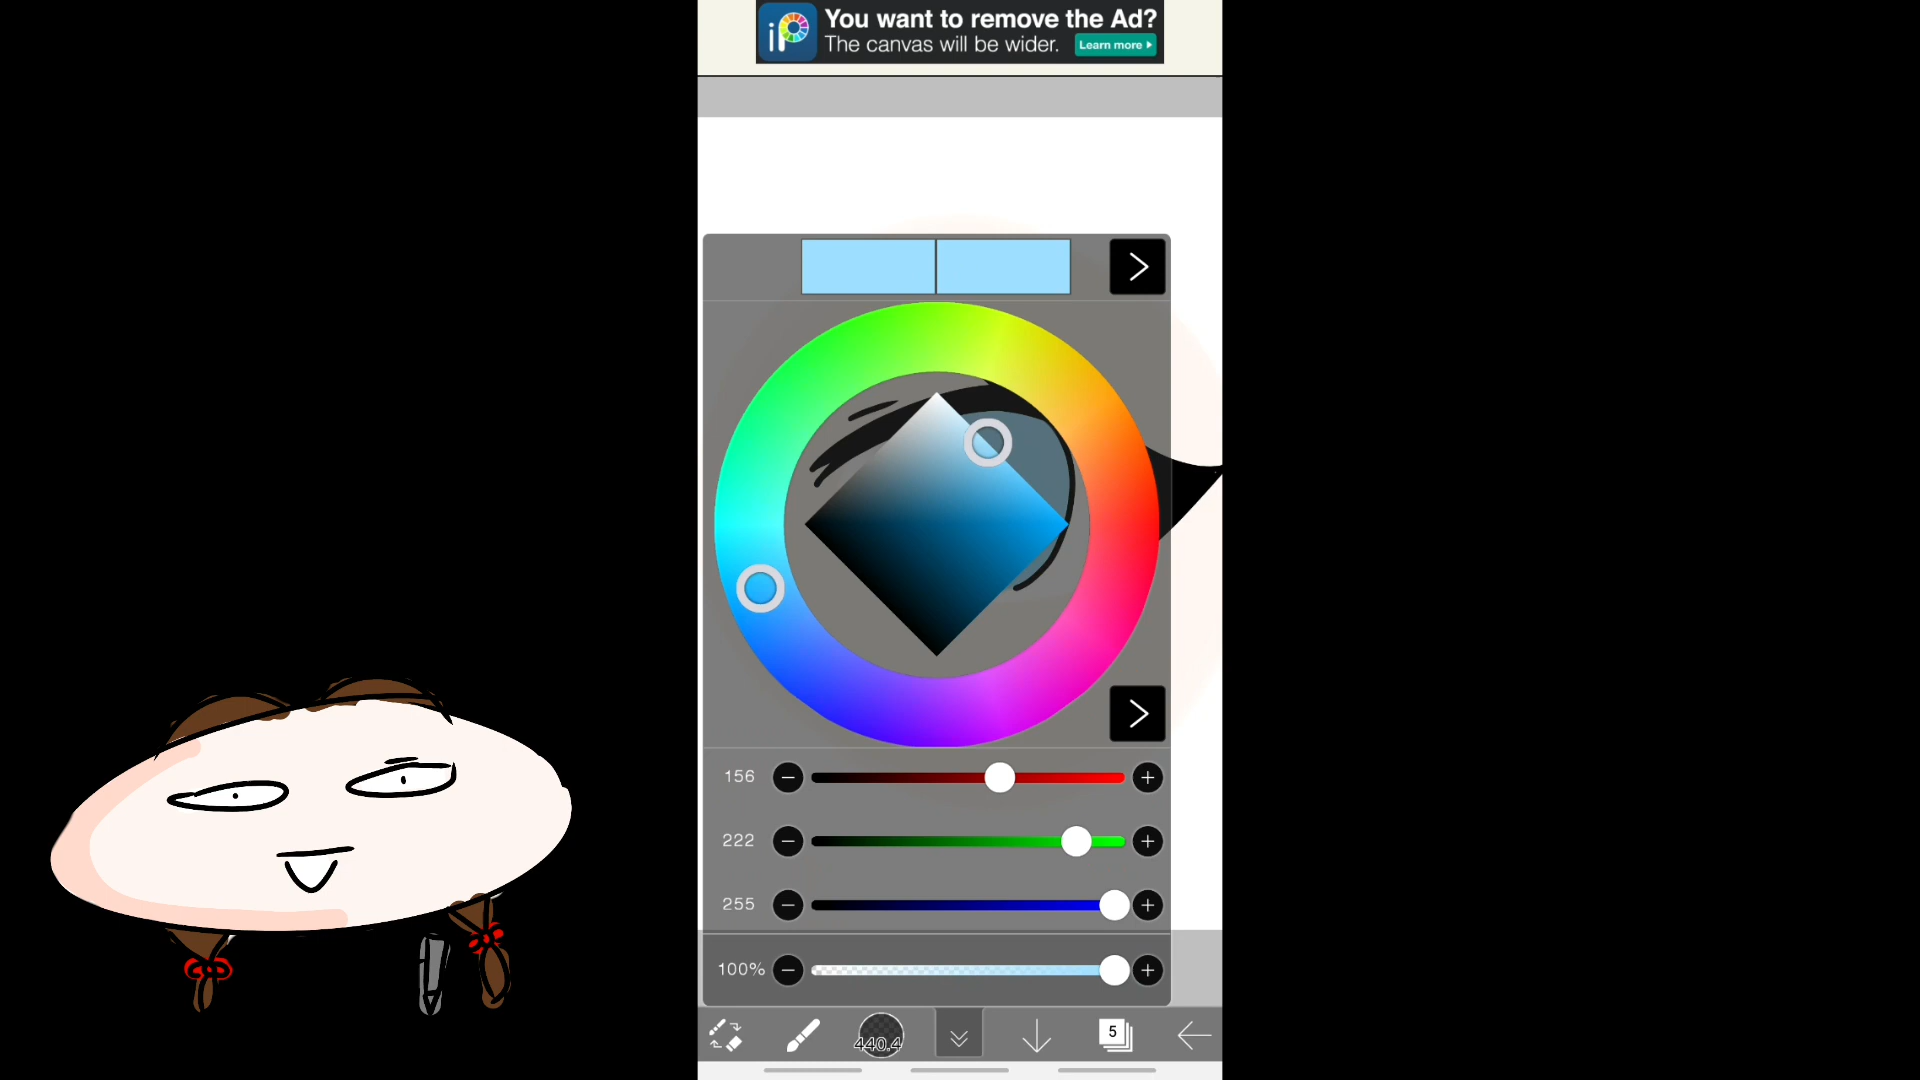 iP
You want to remove the Ad?
The canvas will be wider.
Learn more
156
222
255
100%
440.4
5